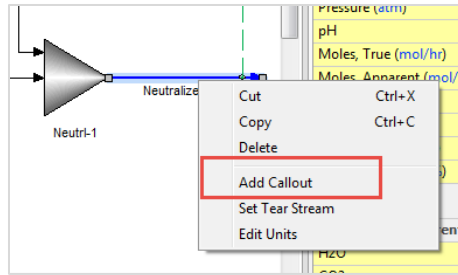 Pressure (atm)
pH
Moles, True (mol/hr)
Moles, Apparent (mol/
Neutralize
Neutrl-1
Cut Ctrl+X
Copy Ctrl+C
Delete
Add Callout
Set Tear Stream
Edit Units
H2O